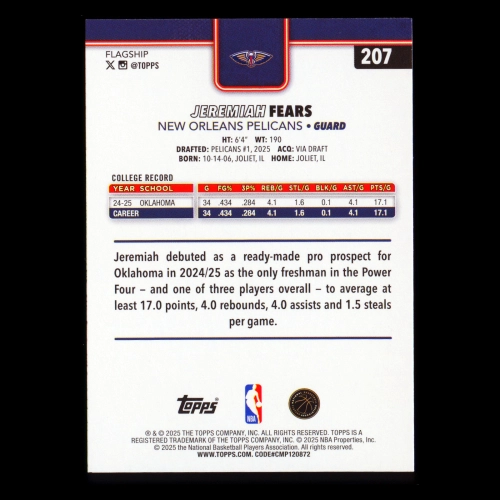 FLAGSHIP
@TOPPS
207
JEREMIAH FEARS
NEW ORLEANS PELICANS • GUARD
HT: 6'4" WT: 190
DRAFTED: PELICANS #1, 2025 ACQ: VIA DRAFT
BORN: 10-14-06, JOLIET, IL HOME: JOLIET, IL
COLLEGE RECORD
YEAR SCHOOL G FG% 3P% REB/G STL/G BLK/G AST/G PTS/G
24-25 OKLAHOMA 34 .434 .284 4.1 1.6 0.1 4.1 17.1
CAREER 34 .434 .284 4.1 1.6 0.1 4.1 17.1
Jeremiah debuted as a ready-made pro prospect for
Oklahoma in 2024/25 as the only freshman in the Power
Four – and one of three players overall – to average at
least 17.0 points, 4.0 rebounds, 4.0 assists and 1.5 steals
per game.
Topps
NBA
® & © 2025 THE TOPPS COMPANY, INC. ALL RIGHTS RESERVED. TOPPS IS A
REGISTERED TRADEMARK OF THE TOPPS COMPANY, INC. © 2025 NBA Properties, Inc.
© 2025 the National Basketball Players Association. All rights reserved.
WWW.TOPPS.COM. CODE#CMP120872